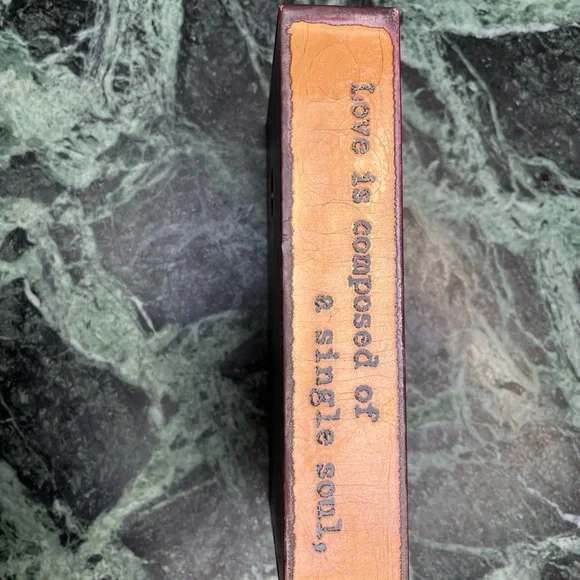 Love is composed of
a single soul,